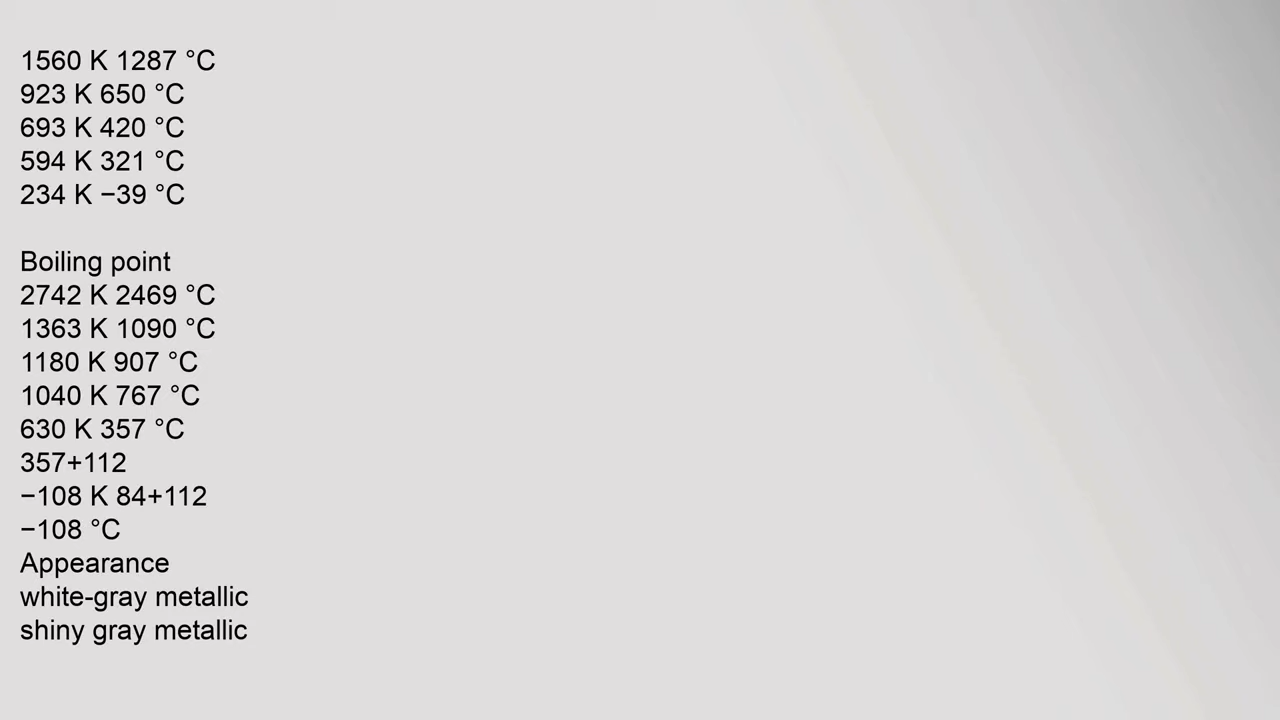 1560 K 1287 °C
923 K 650 °C
693 K 420 °C
594 K 321 °C
234 K −39 °C
Boiling point
2742 K 2469 °C
1363 K 1090 °C
1180 K 907 °C
1040 K 767 °C
630 K 357 °C
357+112
−108 K 84+112
−108 °C
Appearance
white-gray metallic
shiny gray metallic